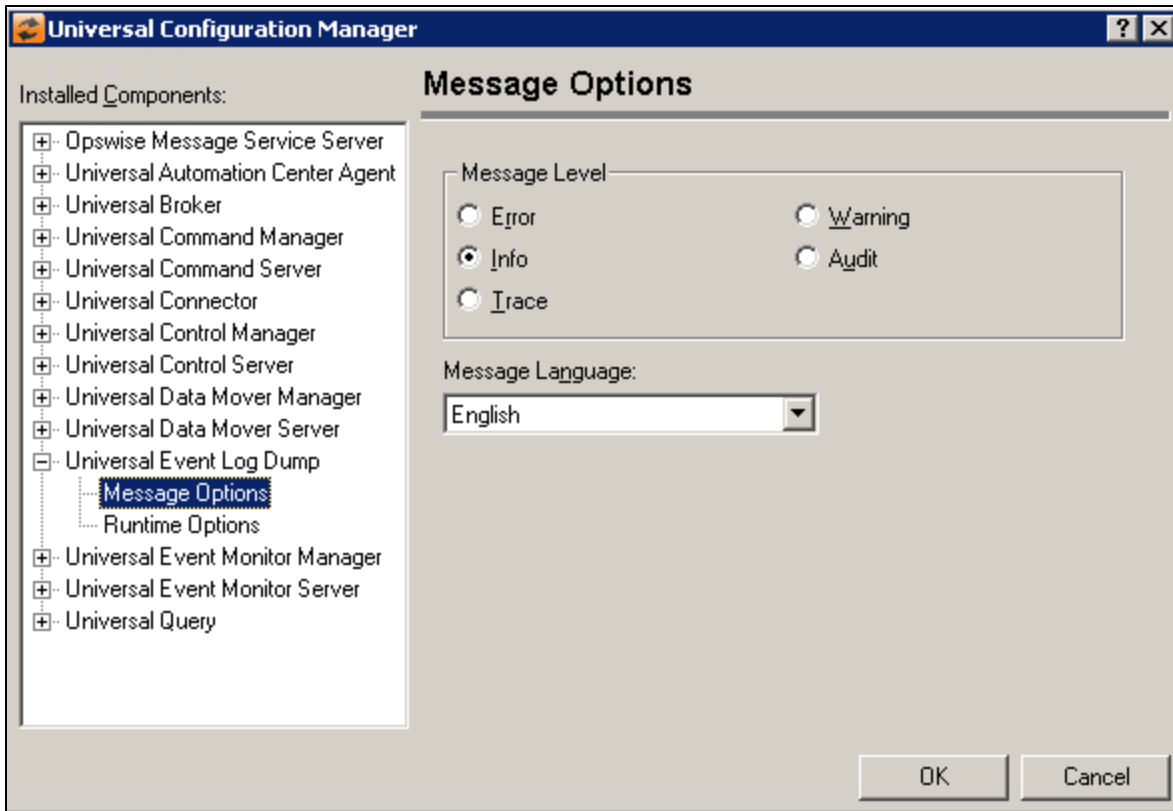 Universal Configuration Manager
Installed Components:
Opswise Message Service Server
Universal Automation Center Agent
Universal Broker
Universal Command Manager
Universal Command Server
Universal Connector
Universal Control Manager
Universal Control Server
Universal Data Mover Manager
Universal Data Mover Server
Universal Event Log Dump
Message Options
Runtime Options
Universal Event Monitor Manager
Universal Event Monitor Server
Universal Query
Message Options
Message Level
Error
Warning
Info
Audit
Trace
Message Language:
English
OK
Cancel